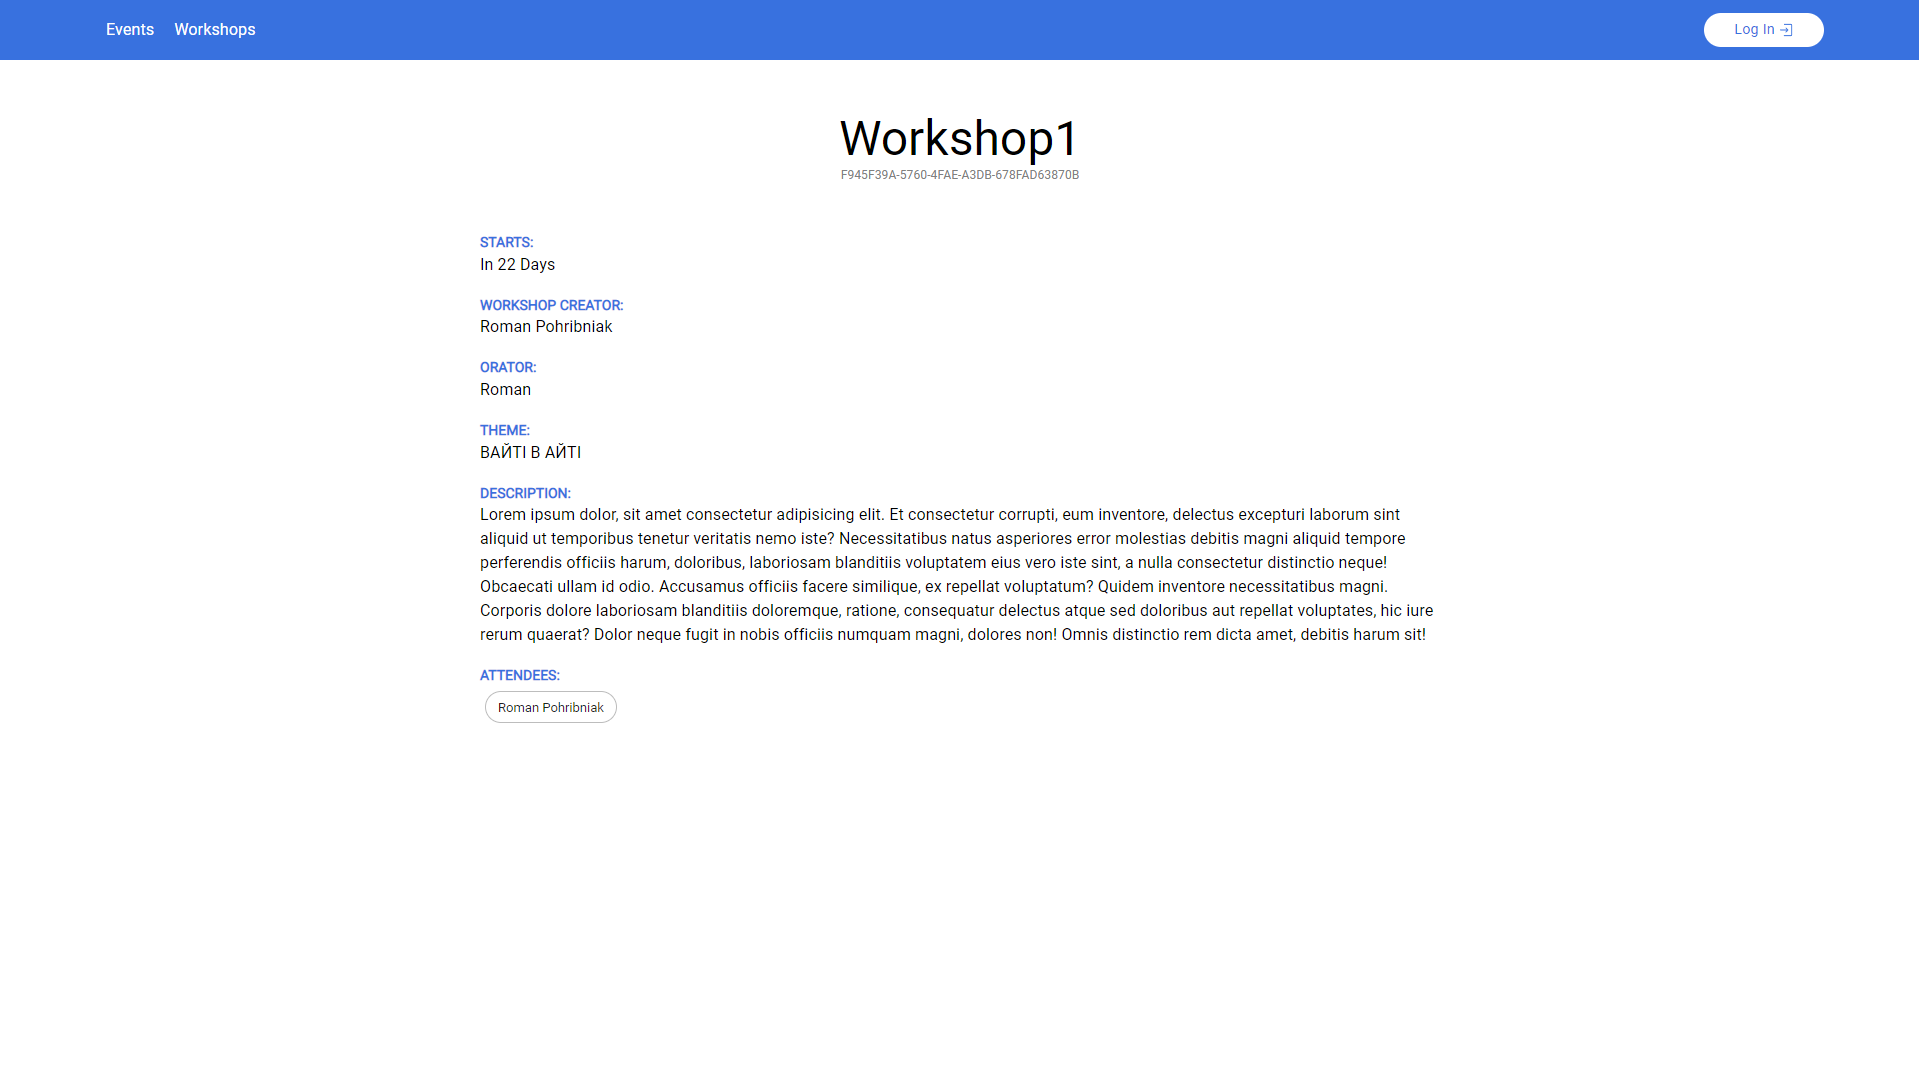 Events Workshops Log In
Workshop1
F945F39A-5760-4FAE-A3DB-678FAD63870B
STARTS:
In 22 Days
WORKSHOP CREATOR:
Roman Pohribniak
ORATOR:
Roman
THEME:
ВАЙТІ В АЙТІ
DESCRIPTION:
Lorem ipsum dolor, sit amet consectetur adipisicing elit. Et consectetur corrupti, eum inventore, delectus excepturi laborum sint
aliquid ut temporibus tenetur veritatis nemo iste? Necessitatibus natus asperiores error molestias debitis magni aliquid tempore
perferendis officiis harum, doloribus, laboriosam blanditiis voluptatem eius vero iste sint, a nulla consectetur distinctio neque!
Obcaecati ullam id odio. Accusamus officiis facere similique, ex repellat voluptatum? Quidem inventore necessitatibus magni.
Corporis dolore laboriosam blanditiis doloremque, ratione, consequatur delectus atque sed doloribus aut repellat voluptates, hic iure
rerum quaerat? Dolor neque fugit in nobis officiis numquam magni, dolores non! Omnis distinctio rem dicta amet, debitis harum sit!
ATTENDEES:
Roman Pohribniak